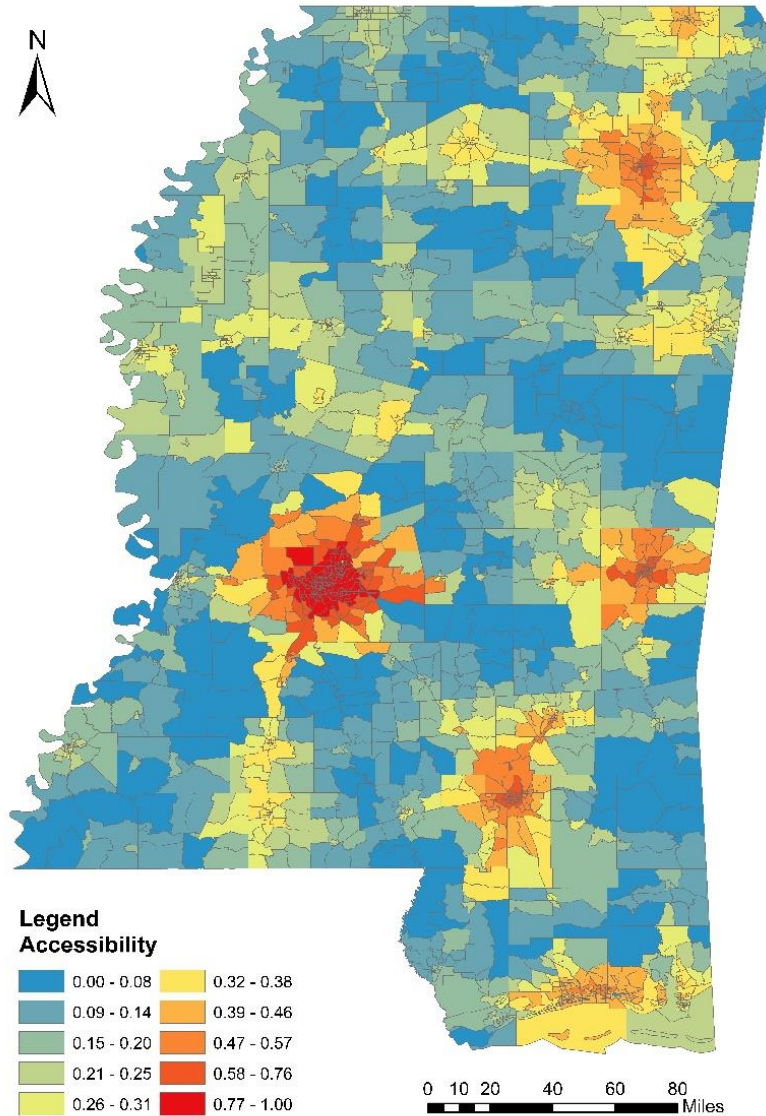 N
Legend
Accessibility
0.00 - 0.08 0.32 - 0.38
0.09 - 0.14 0.39 - 0.46
0.15 - 0.20 0.47 - 0.57
0.21 - 0.25 0.58 - 0.76
0.26 - 0.31 0.77 - 1.00
0 10 20 40 60 80
Miles